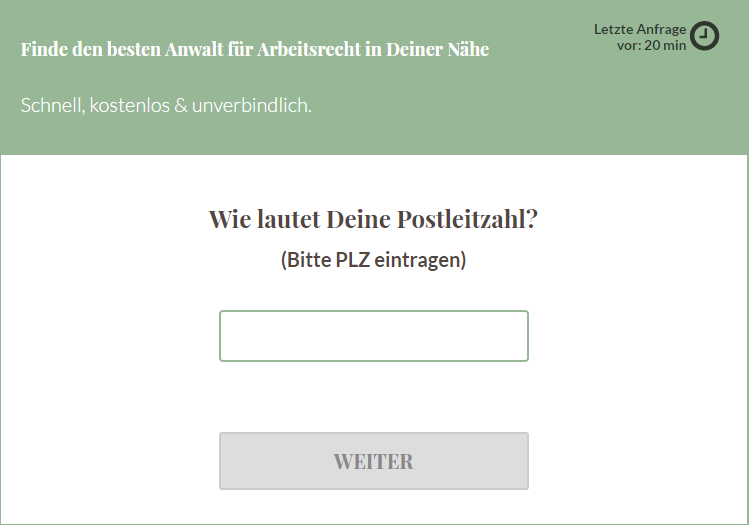 Finde den besten Anwalt für Arbeitsrecht in Deiner Nähe
Letzte Anfrage
vor: 20 min
Schnell, kostenlos & unverbindlich.
Wie lautet Deine Postleitzahl?
(Bitte PLZ eintragen)
WEITER